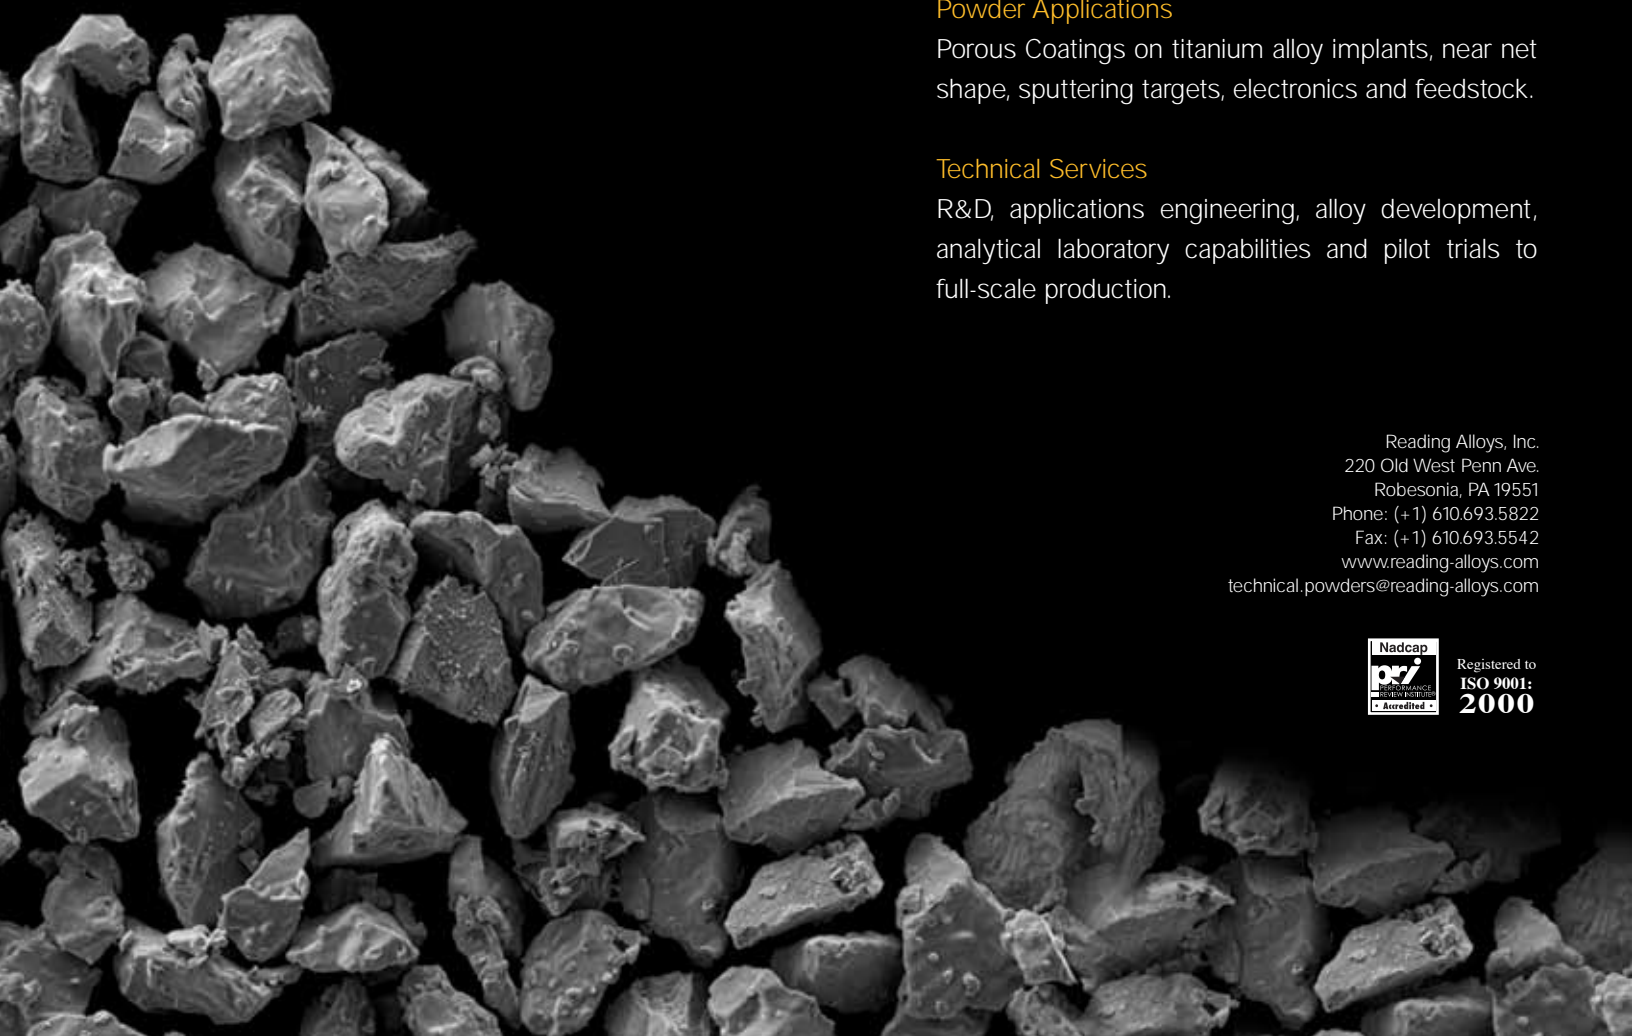 Powder Applications
Porous Coatings on titanium alloy implants, near net
shape, sputtering targets, electronics and feedstock.
Technical Services
R&D, applications engineering, alloy development,
analytical laboratory capabilities and pilot trials to
full-scale production.
Reading Alloys, Inc.
220 Old West Penn Ave.
Robesonia, PA 19551
Phone: (+1) 610.693.5822
Fax: (+1) 610.693.5542
www.reading-alloys.com
technical.powders@reading-alloys.com
Nadcap
pri
PERFORMANCE
REVIEW INSTITUTE®
• Accredited •
Registered to
ISO 9001:
2000